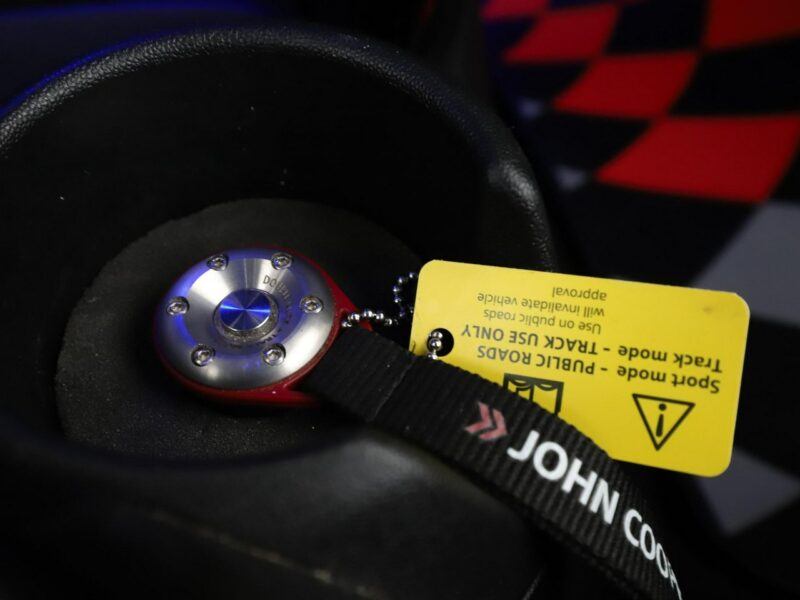 Sport mode - PUBLIC ROADS
Track mode - TRACK USE ONLY
Use on public roads
will invalidate vehicle
approval
JOHN COO
DO